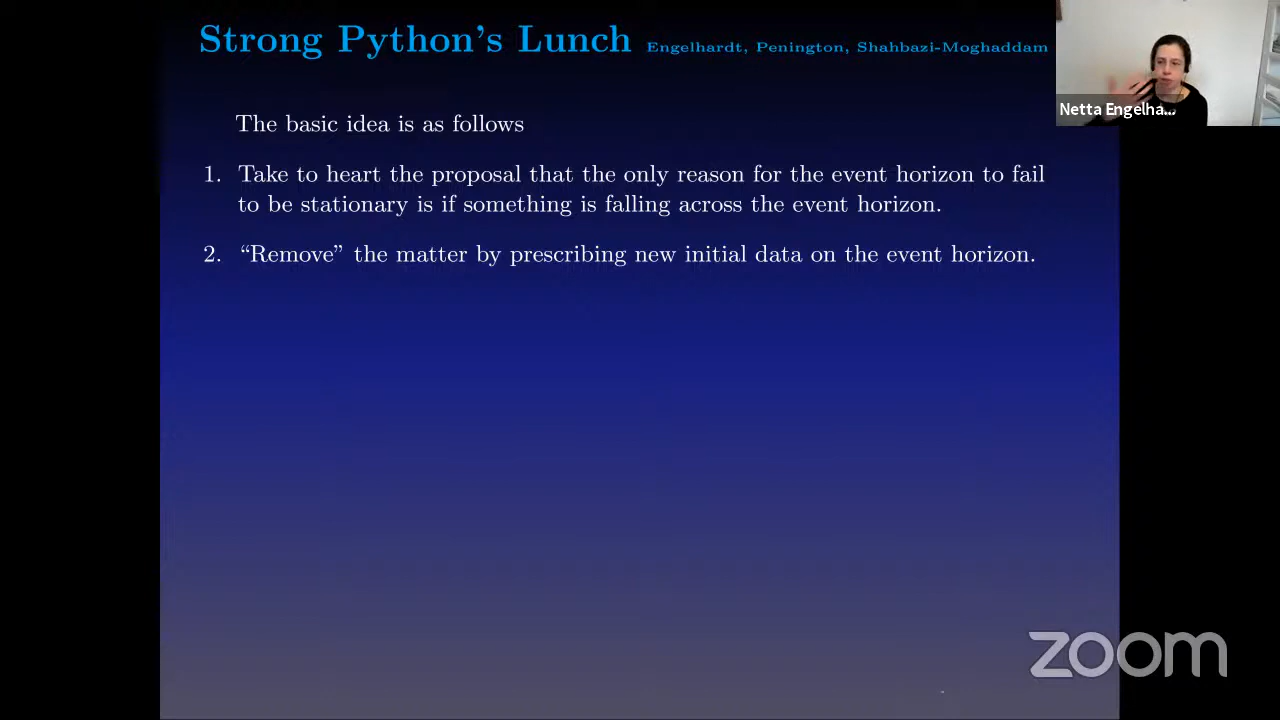 Strong Python's Lunch Engelhardt, Penington, Shahbazi-Moghaddam
Netta Engelha...
The basic idea is as follows
1. Take to heart the proposal that the only reason for the event horizon to fail
to be stationary is if something is falling across the event horizon.
2. “Remove” the matter by prescribing new initial data on the event horizon.
zoom